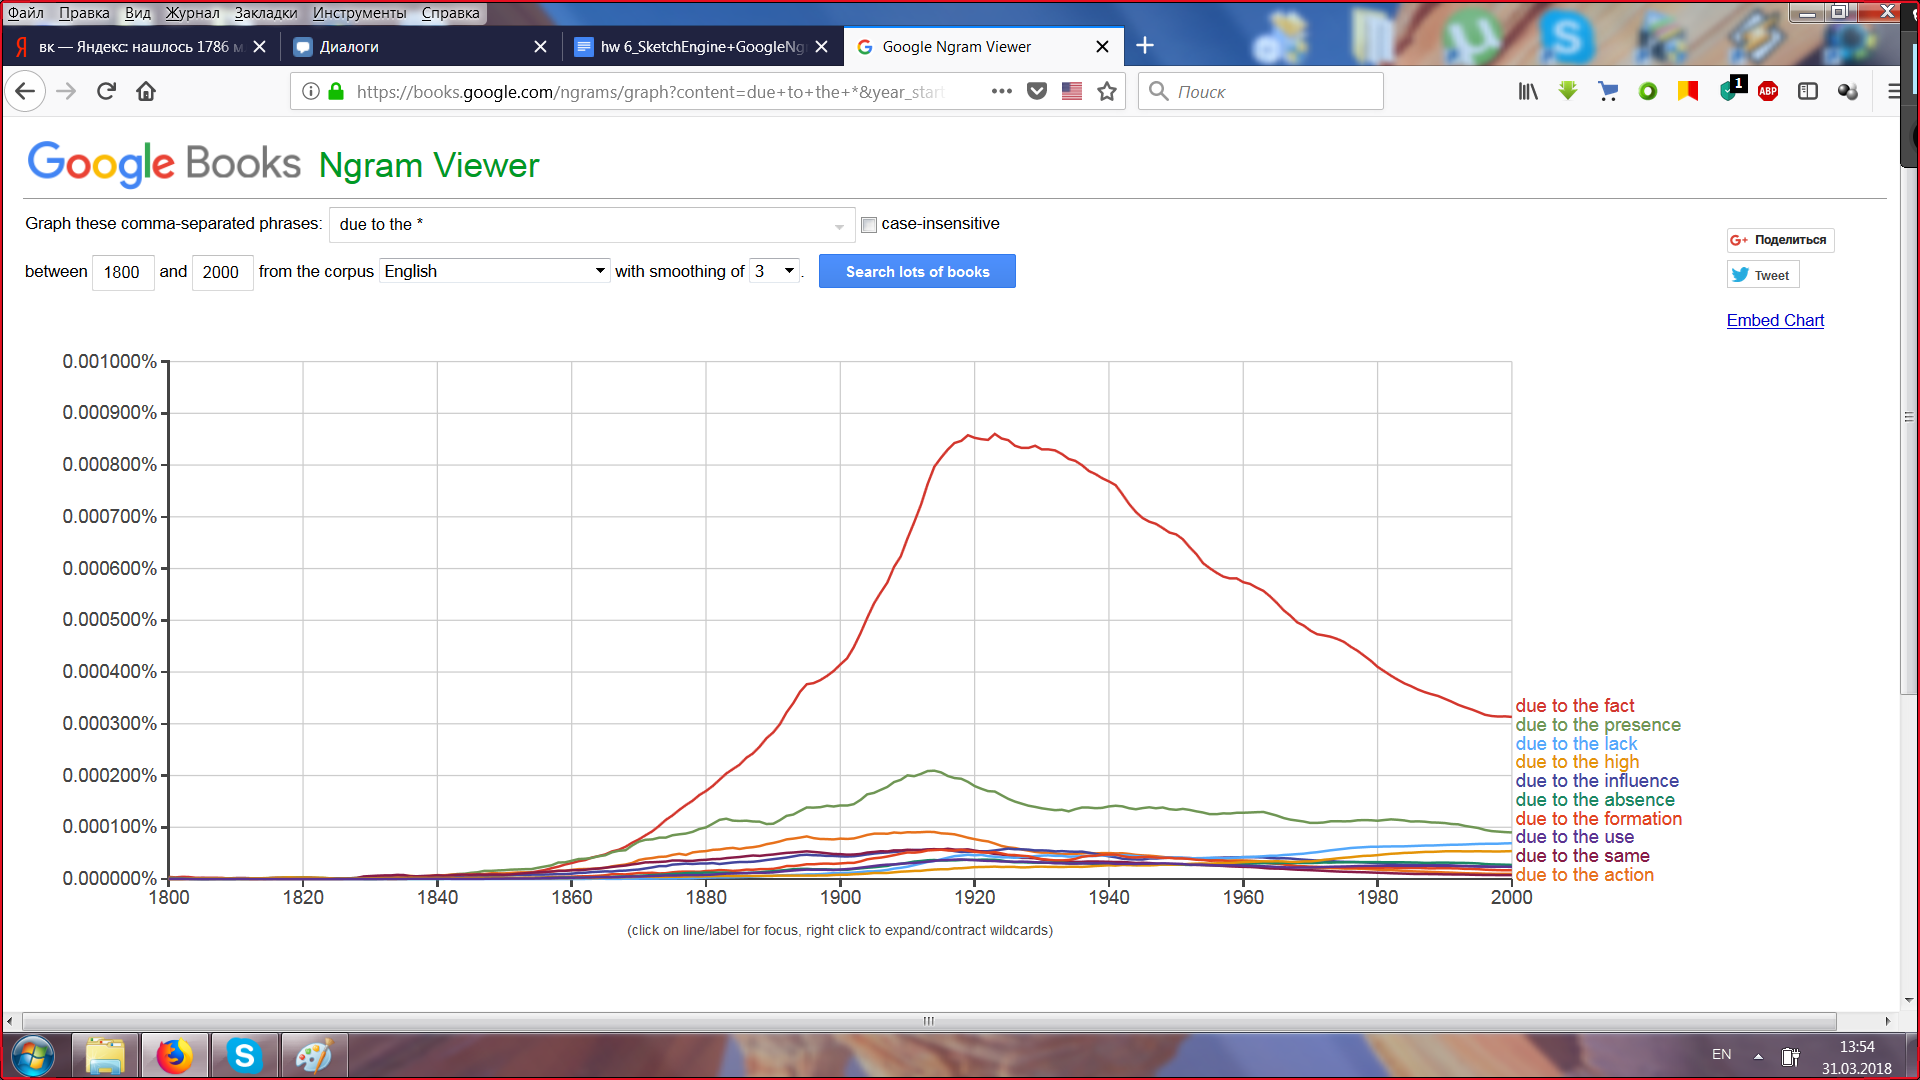 Файл Правка Вид Журнал Закладки Инструменты Справка
вк — Яндекс: нашлось 1786 м
Диалоги
hw 6_SketchEngine+GoogleNg
Google Ngram Viewer
https://books.google.com/ngrams/graph?content=due+to+the+*&year_start
Поиск
1
ABP
Google Books Ngram Viewer
Graph these comma-separated phrases: due to the * case-insensitive
between 1800 and 2000 from the corpus English with smoothing of 3 . Search lots of books
G+ Поделиться
Tweet
Embed Chart
0.001000%
0.000900%
0.000800%
0.000700%
0.000600%
0.000500%
0.000400%
0.000300%
0.000200%
0.000100%
0.000000%
1800 1820 1840 1860 1880 1900 1920 1940 1960 1980 2000
due to the fact
due to the presence
due to the lack
due to the high
due to the influence
due to the absence
due to the formation
due to the use
due to the same
due to the action
(click on line/label for focus, right click to expand/contract wildcards)
EN
13:54
31.03.2018